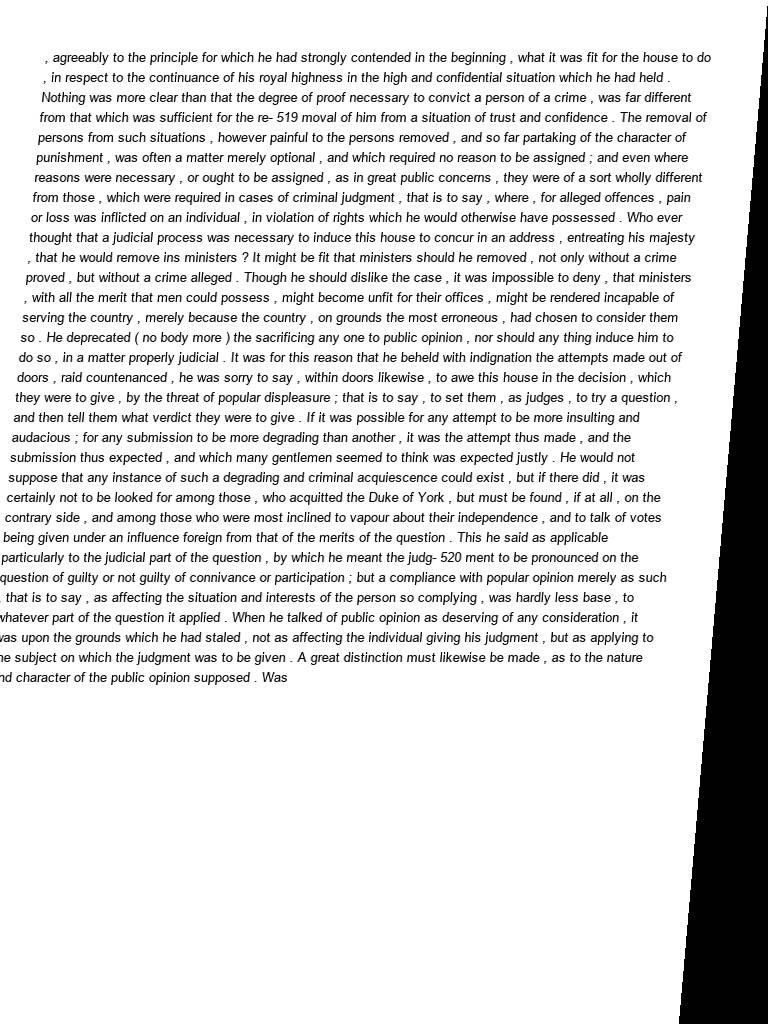 , agreeably to the principle for which he had strongly contended in the beginning , what it was fit for the house to do
, in respect to the continuance of his royal highness in the high and confidential situation which he had held .
Nothing was more clear than that the degree of proof necessary to convict a person of a crime , was far different
from that which was sufficient for the re- 519 moval of him from a situation of trust and confidence . The removal of
persons from such situations , however painful to the persons removed , and so far partaking of the character of
punishment , was often a matter merely optional , and which required no reason to be assigned ; and even where
reasons were necessary , or ought to be assigned , as in great public concerns , they were of a sort wholly different
from those , which were required in cases of criminal judgment , that is to say , where , for alleged offences , pain
or loss was inflicted on an individual , in violation of rights which he would otherwise have possessed . Who ever
thought that a judicial process was necessary to induce this house to concur in an address , entreating his majesty
, that he would remove ins ministers ? It might be fit that ministers should he removed , not only without a crime
proved , but without a crime alleged . Though he should dislike the case , it was impossible to deny , that ministers
, with all the merit that men could possess , might become unfit for their offices , might be rendered incapable of
serving the country , merely because the country , on grounds the most erroneous , had chosen to consider them
so . He deprecated ( no body more ) the sacrificing any one to public opinion , nor should any thing induce him to
do so , in a matter properly judicial . It was for this reason that he beheld with indignation the attempts made out of
doors , raid countenanced , he was sorry to say , within doors likewise , to awe this house in the decision , which
they were to give , by the threat of popular displeasure ; that is to say , to set them , as judges , to try a question ,
and then tell them what verdict they were to give . If it was possible for any attempt to be more insulting and
audacious ; for any submission to be more degrading than another , it was the attempt thus made , and the
submission thus expected , and which many gentlemen seemed to think was expected justly . He would not
suppose that any instance of such a degrading and criminal acquiescence could exist , but if there did , it was
certainly not to be looked for among those , who acquitted the Duke of York , but must be found , if at all , on the
contrary side , and among those who were most inclined to vapour about their independence , and to talk of votes
being given under an influence foreign from that of the merits of the question . This he said as applicable
particularly to the judicial part of the question , by which he meant the judg- 520 ment to be pronounced on the
question of guilty or not guilty of connivance or participation ; but a compliance with popular opinion merely as such
, that is to say , as affecting the situation and interests of the person so complying , was hardly less base , to
whatever part of the question it applied . When he talked of public opinion as deserving of any consideration , it
was upon the grounds which he had staled , not as affecting the individual giving his judgment , but as applying to
he subject on which the judgment was to be given . A great distinction must likewise be made , as to the nature
nd character of the public opinion supposed . Was